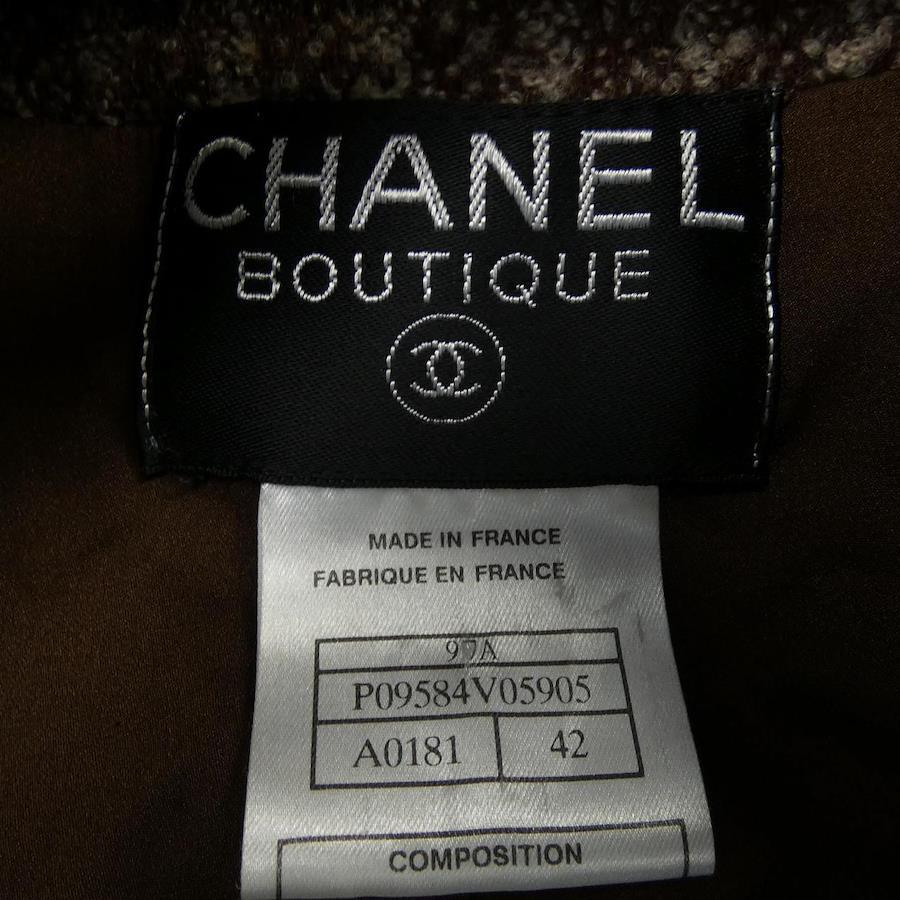 CHANEL
BOUTIQUE
MADE IN FRANCE
FABRIQUE EN FRANCE
97A
P09584V05905
A0181 42
COMPOSITION